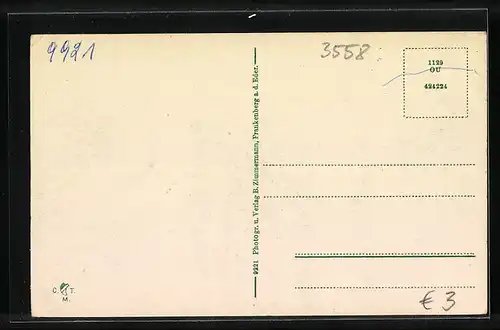 9921
3558
1129
OU
424224
9921 Photogr. u. Verlag B. Zimmermann, Frankenberg a. d. Eder.
C. T.
M.
€ 3